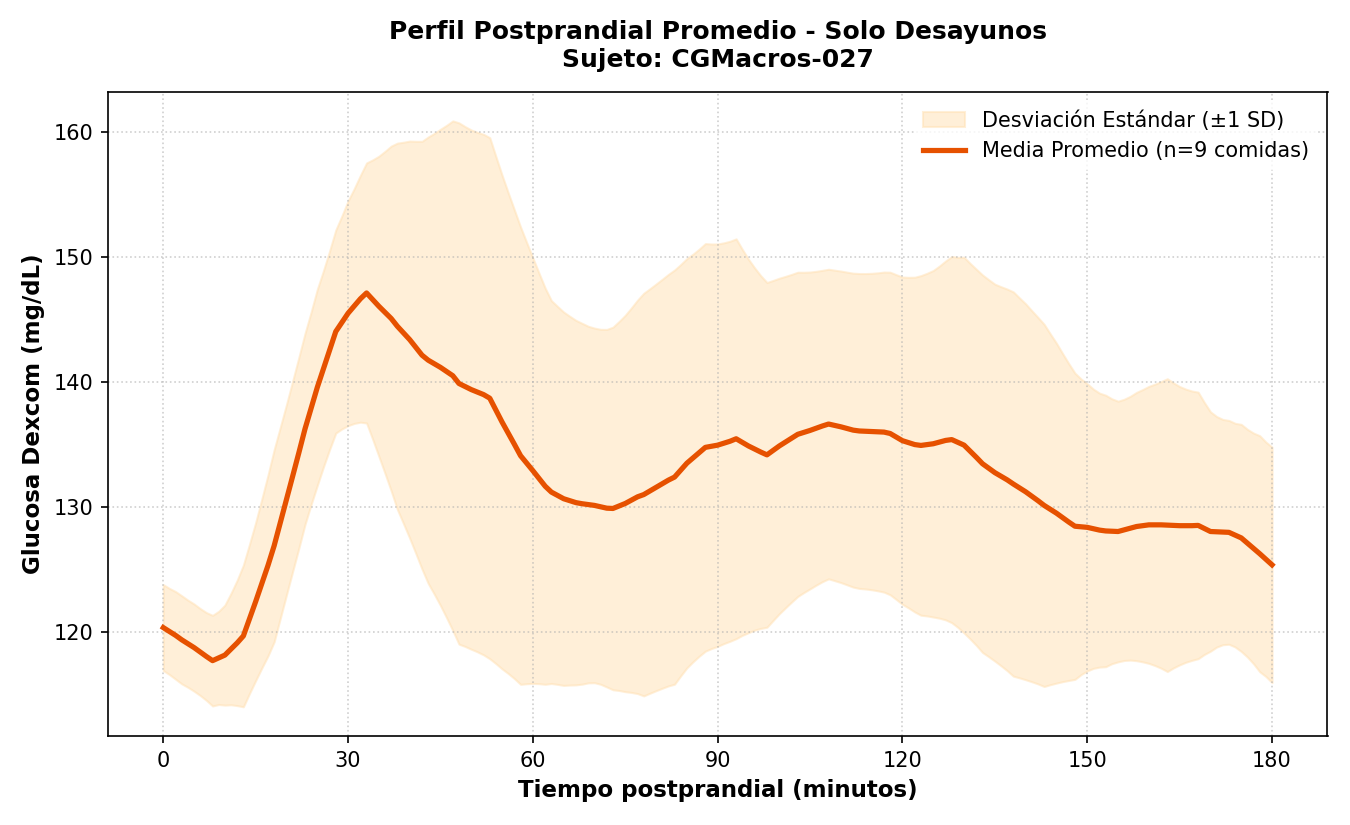 Perfil Postprandial Promedio - Solo Desayunos
Sujeto: CGMacros-027
Desviación Estándar (±1 SD)
Media Promedio (n=9 comidas)
Glucosa Dexcom (mg/dL)
160
150
140
130
120
0 30 60 90 120 150 180
Tiempo postprandial (minutos)